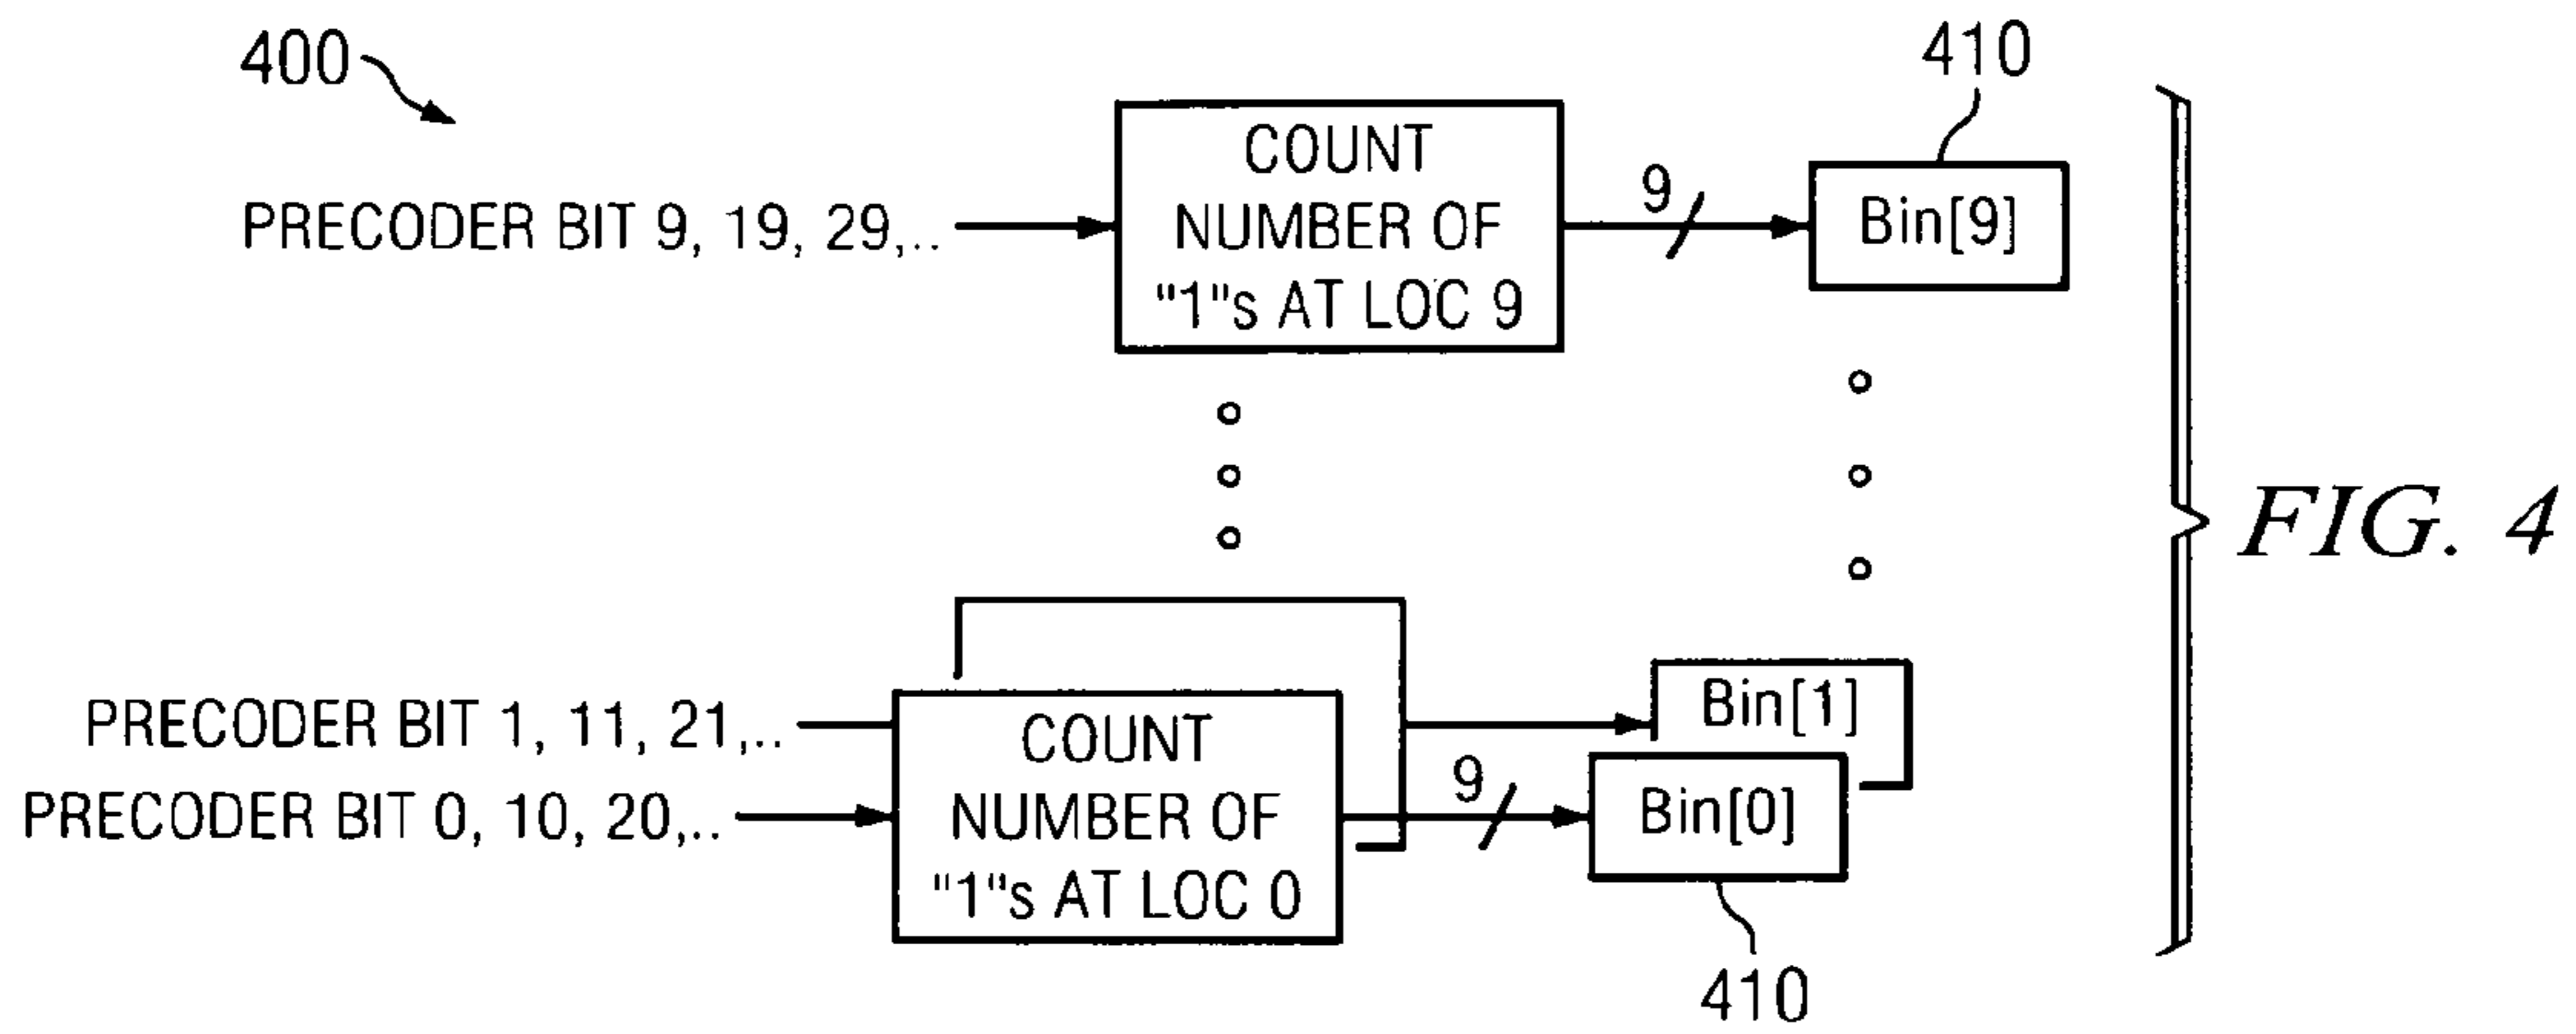 400
410
COUNT
NUMBER OF
"1"s AT LOC 9
PRECODER BIT 9, 19, 29,..
9
Bin[9]
FIG. 4
PRECODER BIT 1, 11, 21,..
Bin[1]
PRECODER BIT 0, 10, 20,..
COUNT
NUMBER OF
"1"s AT LOC 0
9
Bin[0]
410